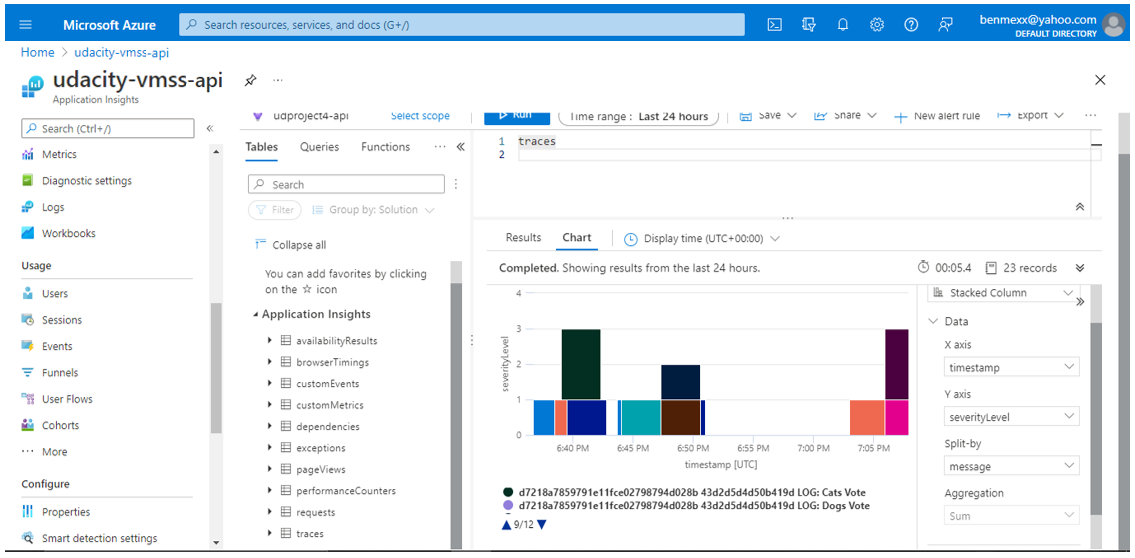 Microsoft Azure
Search resources, services, and docs (G+/)
benmexx@yahoo.com
DEFAULT DIRECTORY
Home > udacity-vmss-api
udacity-vmss-api
Application Insights
Search (Ctrl+/)
Metrics
Diagnostic settings
Logs
Workbooks
Usage
Users
Sessions
Events
Funnels
User Flows
Cohorts
More
Configure
Properties
Smart detection settings
udproject4-api
Select scope
Run
Time range : Last 24 hours
Save
Share
New alert rule
Export
Tables
Queries
Functions
Search
Filter
Group by: Solution
Collapse all
You can add favorites by clicking
on the ☆ icon
Application Insights
availabilityResults
browserTimings
customEvents
customMetrics
dependencies
exceptions
pageViews
performanceCounters
requests
traces
1 traces
2
Results
Chart
Display time (UTC+00:00)
Completed. Showing results from the last 24 hours.
00:05.4
23 records
4
3
2
1
0
severityLevel
6:40 PM
6:45 PM
6:50 PM
6:55 PM
7:00 PM
7:05 PM
timestamp [UTC]
d7218a7859791e11fce02798794d028b 43d2d5d4d50b419d LOG: Cats Vote
d7218a7859791e11fce02798794d028b 43d2d5d4d50b419d LOG: Dogs Vote
9/12
Stacked Column
Data
X axis
timestamp
Y axis
severityLevel
Split-by
message
Aggregation
Sum